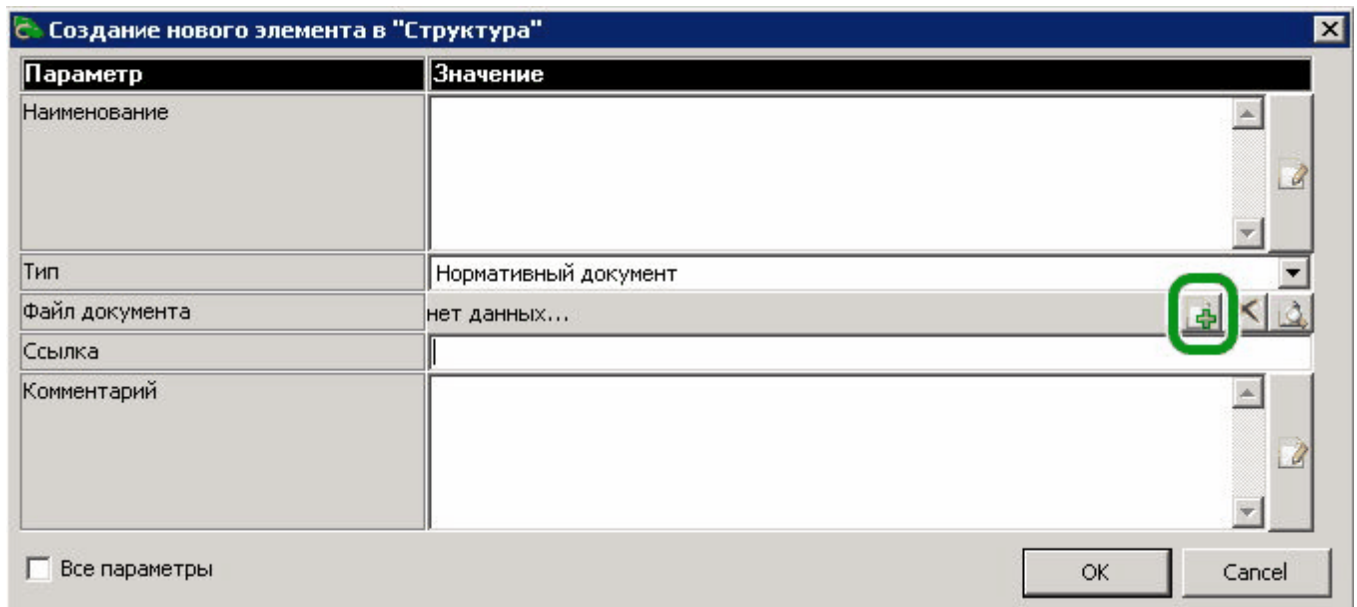 Создание нового элемента в "Структура"
Параметр Значение
Наименование
Тип Нормативный документ
Файл документа нет данных...
Ссылка
Комментарий
Все параметры OK Cancel